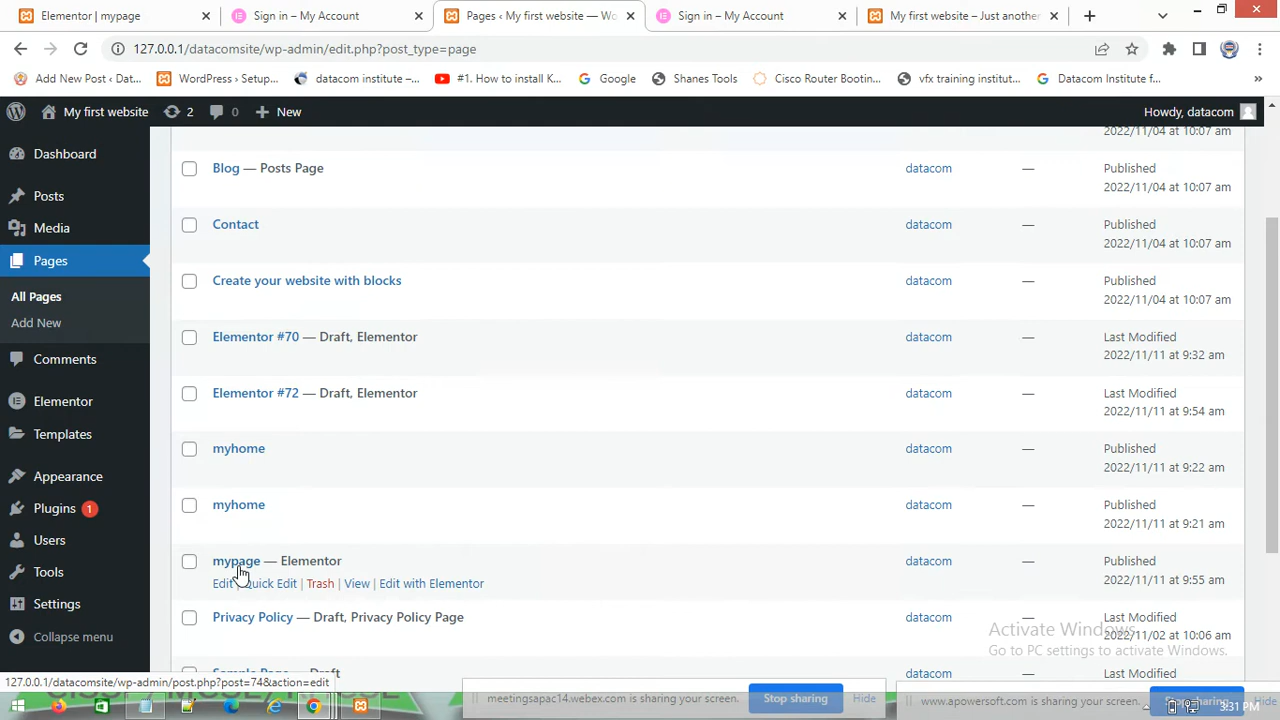 Elementor | mypage
Sign in – My Account
Pages ‹ My first website — Wo
Sign in – My Account
My first website – Just another
127.0.0.1/datacomsite/wp-admin/edit.php?post_type=page
Add New Post ‹ Dat...
WordPress › Setup...
datacom institute –...
#1. How to install K...
Google
Shanes Tools
Cisco Router Bootin...
vfx training institut...
Datacom Institute f...
»
My first website
2
0
New
Howdy, datacom
Dashboard
Posts
Media
Pages
All Pages
Add New
Comments
Elementor
Templates
Appearance
Plugins 1
Users
Tools
Settings
Collapse menu
2022/11/04 at 10:07 am
Blog — Posts Page datacom — Published
2022/11/04 at 10:07 am
Contact datacom — Published
2022/11/04 at 10:07 am
Create your website with blocks datacom — Published
2022/11/04 at 10:07 am
Elementor #70 — Draft, Elementor datacom — Last Modified
2022/11/11 at 9:32 am
Elementor #72 — Draft, Elementor datacom — Last Modified
2022/11/11 at 9:54 am
myhome datacom — Published
2022/11/11 at 9:22 am
myhome datacom — Published
2022/11/11 at 9:21 am
mypage — Elementor datacom — Published
Edit | Quick Edit | Trash | View | Edit with Elementor 2022/11/11 at 9:55 am
Privacy Policy — Draft, Privacy Policy Page datacom — Last Modified
2022/11/02 at 10:06 am
Sample Page — Draft datacom — Last Modified
Activate Windows
Go to PC settings to activate Windows.
127.0.0.1/datacomsite/wp-admin/post.php?post=74&action=edit
meetingsapac14.webex.com is sharing your screen.
Stop sharing
Hide
www.apowersoft.com is sharing your screen.
Stop sharing
Hide
3:31 PM